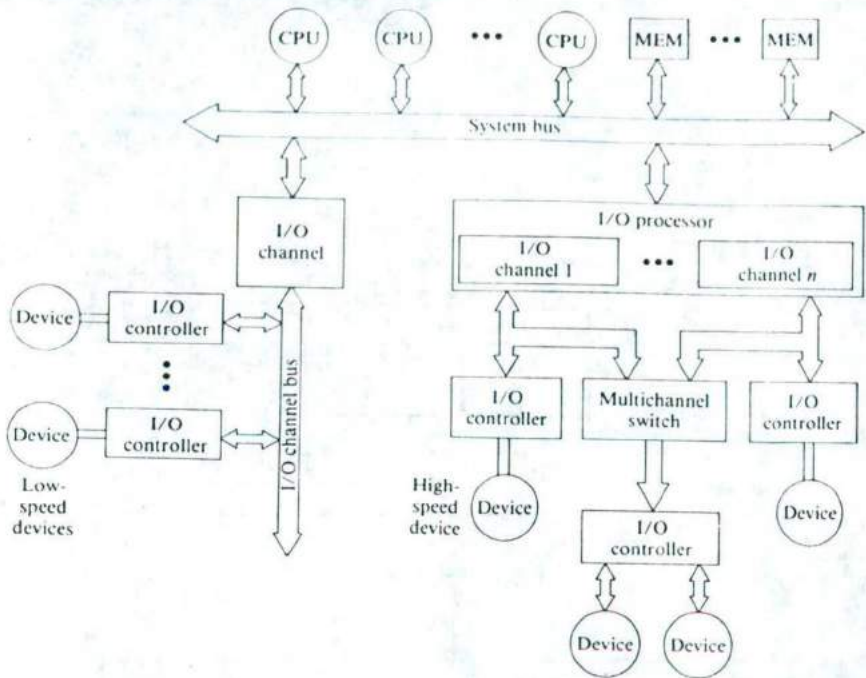 CPU
CPU
CPU
MEM
MEM
System bus
I/O
channel
I/O processor
I/O
channel 1
I/O
channel n
Device
I/O
controller
Device
I/O
controller
Low-
speed
devices
I/O channel bus
I/O
controller
Multichannel
switch
I/O
controller
High-
speed
device
Device
Device
I/O
controller
Device
Device